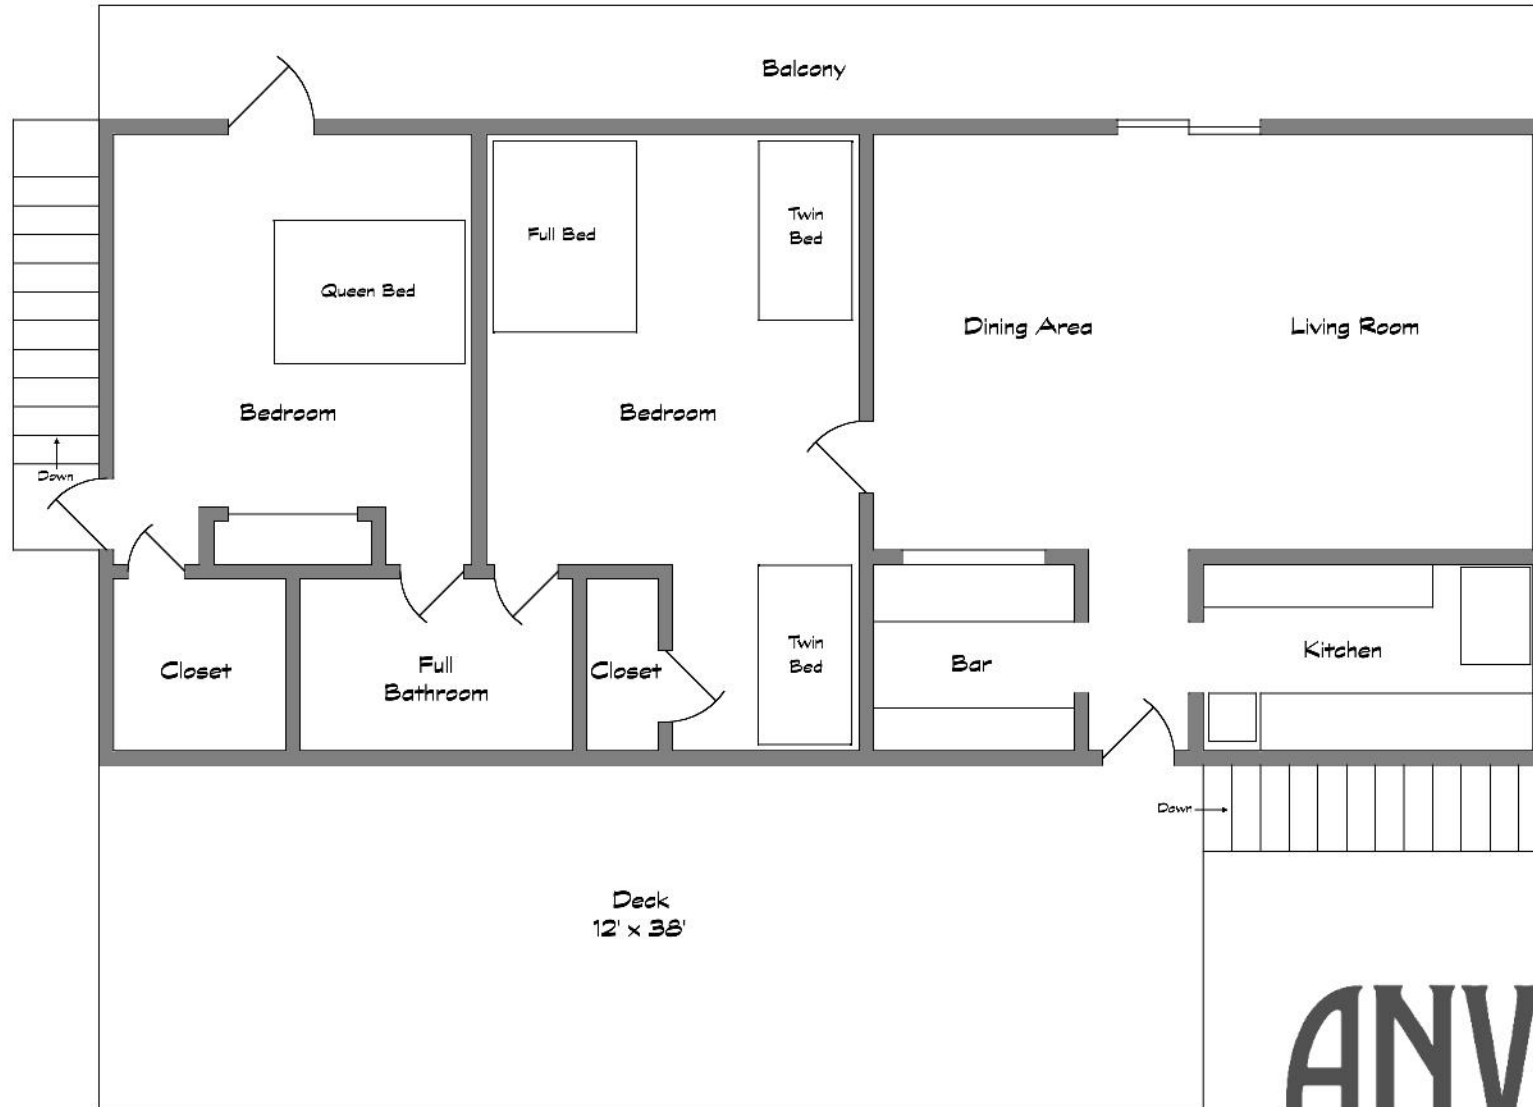 Balcony
Full Bed
Twin
Bed
Queen Bed
Dining Area
Living Room
Bedroom
Bedroom
Down
Closet
Full
Bathroom
Closet
Twin
Bed
Bar
Kitchen
Down
Deck
12' x 38'
ANV